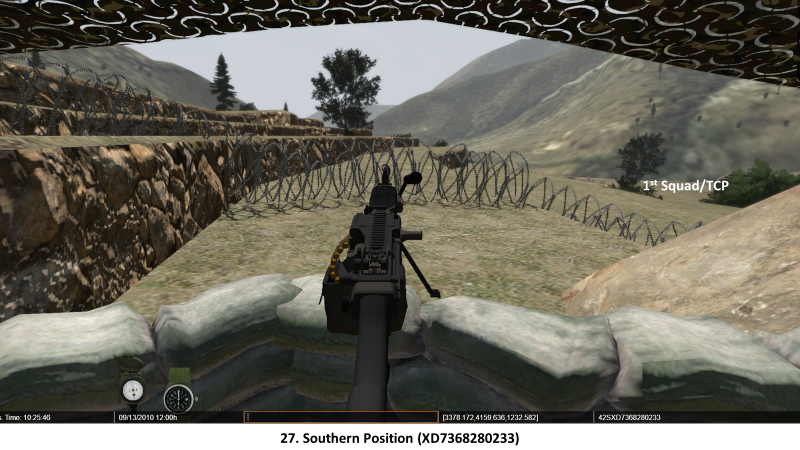 1st Squad/TCP
s. Time: 10:25:46
09/13/2010 12:00h
[3378.172,4159.636,1232.582]
42SXD7368280233
27. Southern Position (XD7368280233)